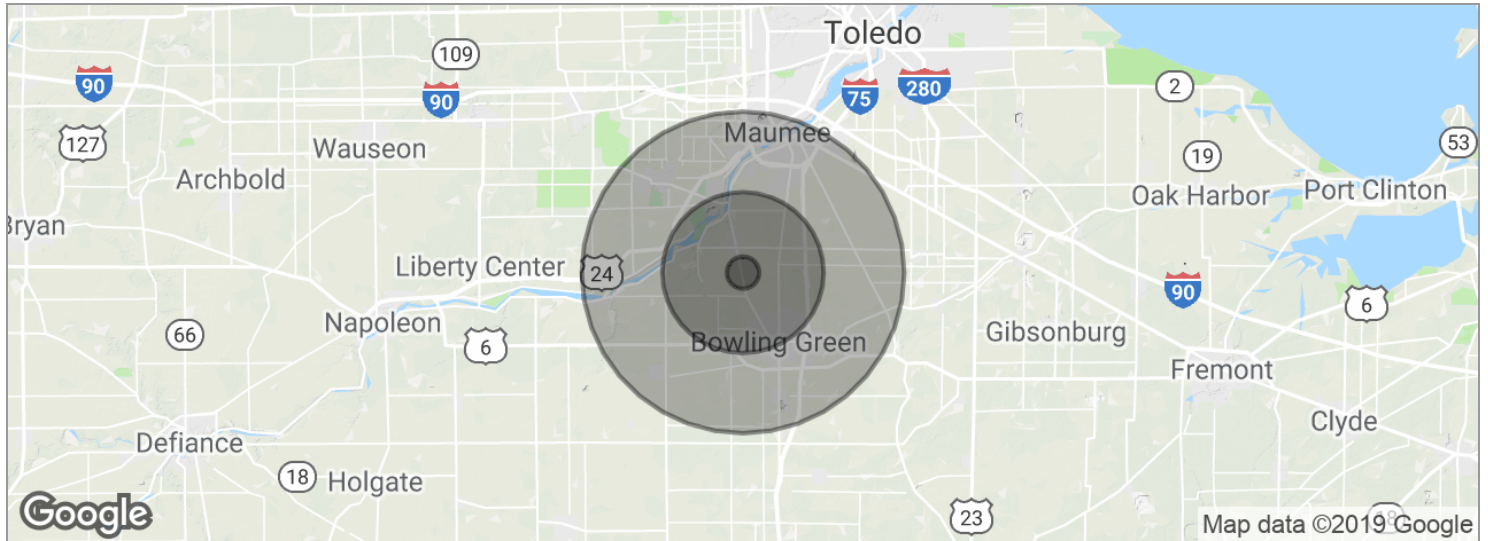 Toledo
109
90
90
280
75
2
127
Maumee
53
Wauseon
19
Archbold
Oak Harbor
Port Clinton
Bryan
Liberty Center
24
90
6
Napoleon
66
6
Bowling Green
Gibsonburg
Fremont
Clyde
Defiance
18
Holgate
Google
23
18
Map data ©2019 Google